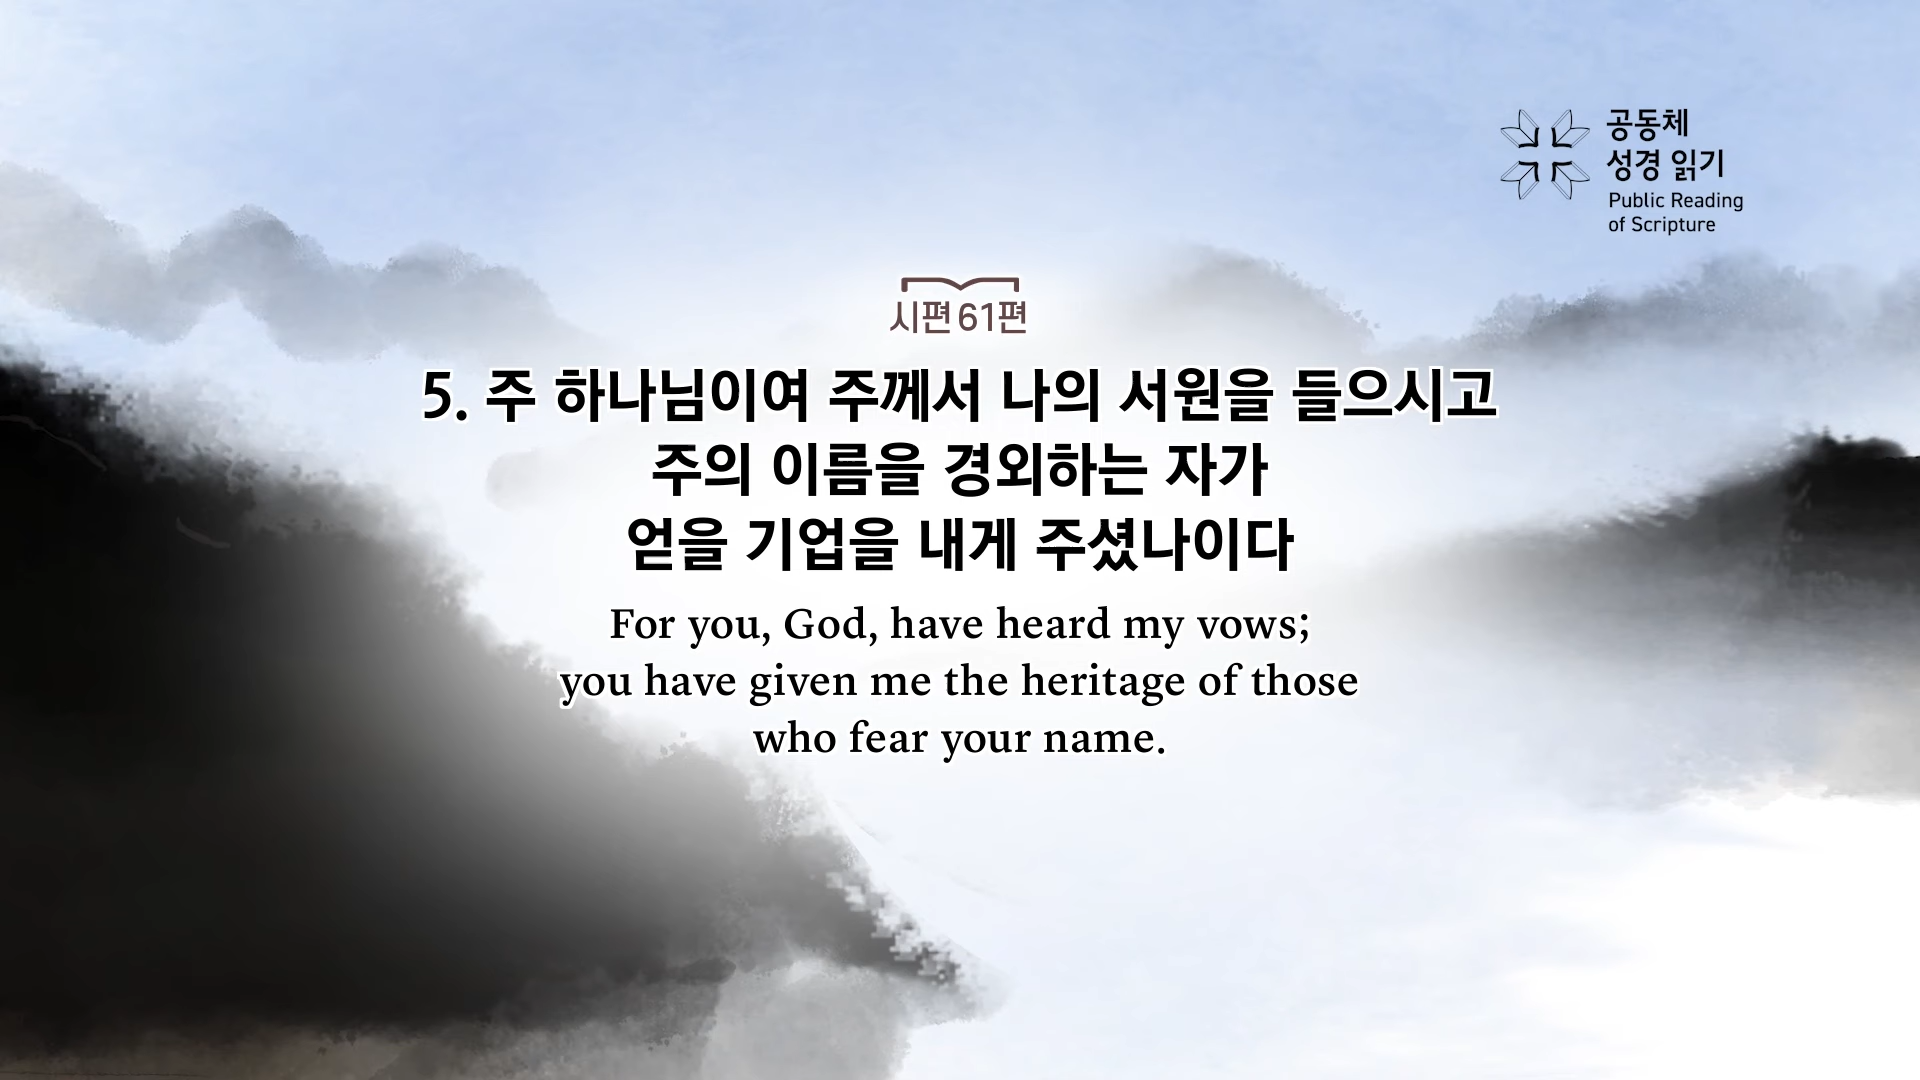 공동체
성경 읽기
Public Reading
of Scripture
시편 61편
5. 주 하나님이여 주께서 나의 서원을 들으시고
주의 이름을 경외하는 자가
얻을 기업을 내게 주셨나이다
For you, God, have heard my vows;
you have given me the heritage of those
who fear your name.